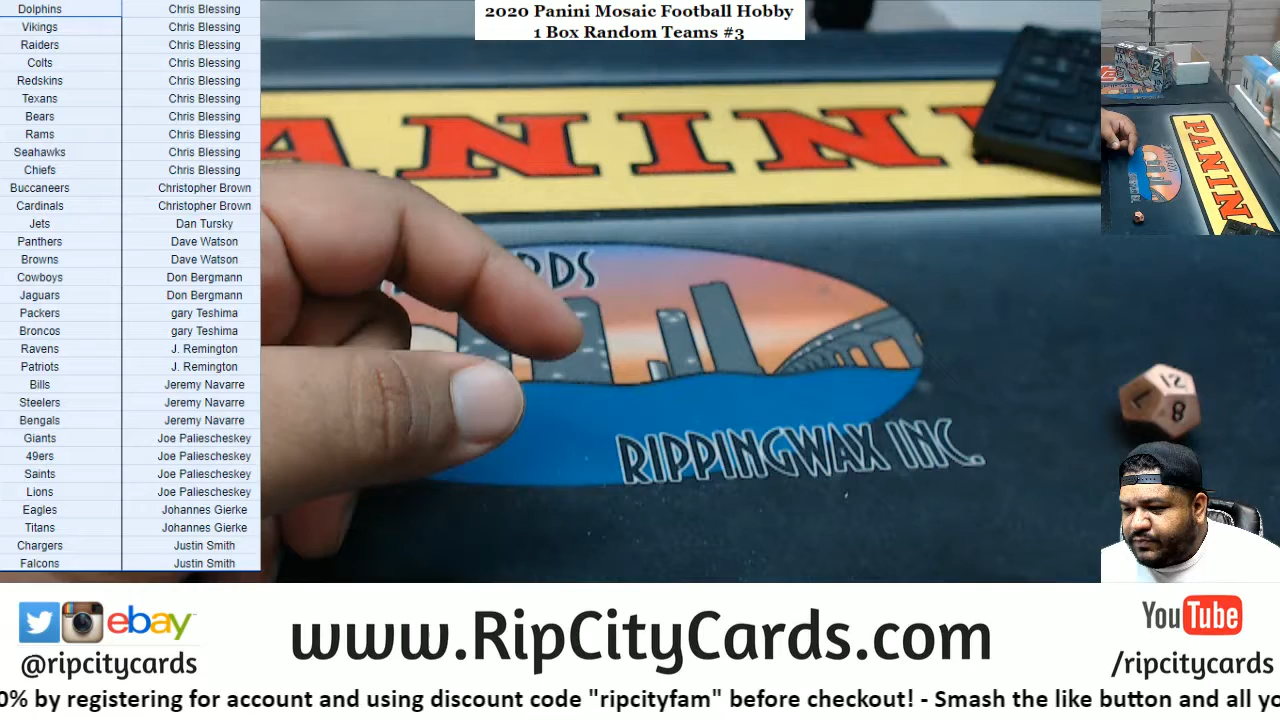 Dolphins Chris Blessing
Vikings Chris Blessing
Raiders Chris Blessing
Colts Chris Blessing
Redskins Chris Blessing
Texans Chris Blessing
Bears Chris Blessing
Rams Chris Blessing
Seahawks Chris Blessing
Chiefs Chris Blessing
Buccaneers Christopher Brown
Cardinals Christopher Brown
Jets Dan Tursky
Panthers Dave Watson
Browns Dave Watson
Cowboys Don Bergmann
Jaguars Don Bergmann
Packers gary Teshima
Broncos gary Teshima
Ravens J. Remington
Patriots J. Remington
Bills Jeremy Navarre
Steelers Jeremy Navarre
Bengals Jeremy Navarre
Giants Joe Paliescheskey
49ers Joe Paliescheskey
Saints Joe Paliescheskey
Lions Joe Paliescheskey
Eagles Johannes Gierke
Titans Johannes Gierke
Chargers Justin Smith
Falcons Justin Smith
2020 Panini Mosaic Football Hobby
1 Box Random Teams #3
ANINI
RDS
RIPPINGWAX INC.
12
7
8
PANINI
ebay
@ripcitycards
www.RipCityCards.com
YouTube
/ripcitycards
0% by registering for account and using discount code "ripcityfam" before checkout! - Smash the like button and all yo